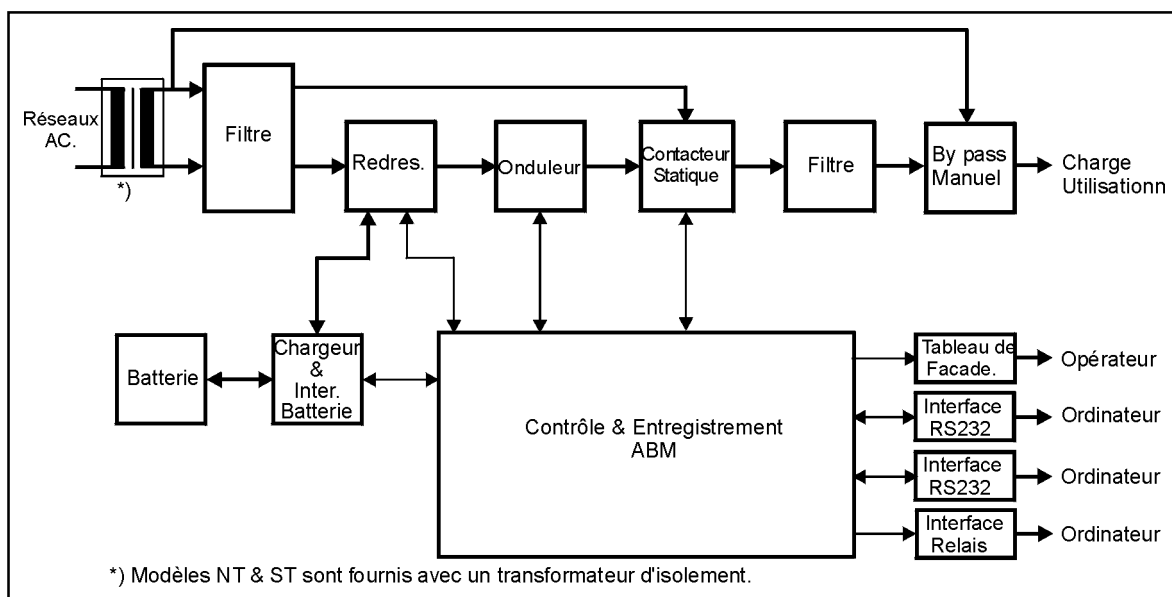 Réseaux
AC.
*)
Filtre
Redres.
Onduleur
Contacteur
Statique
Filtre
By pass
Manuel
Charge
Utilisationn
Batterie
Chargeur
&
Inter.
Batterie
Contrôle & Entregistrement
ABM
Tableau de
Facade.
Opérateur
Interface
RS232
Ordinateur
Interface
RS232
Ordinateur
Interface
Relais
Ordinateur
*) Modèles NT & ST sont fournis avec un transformateur d'isolement.